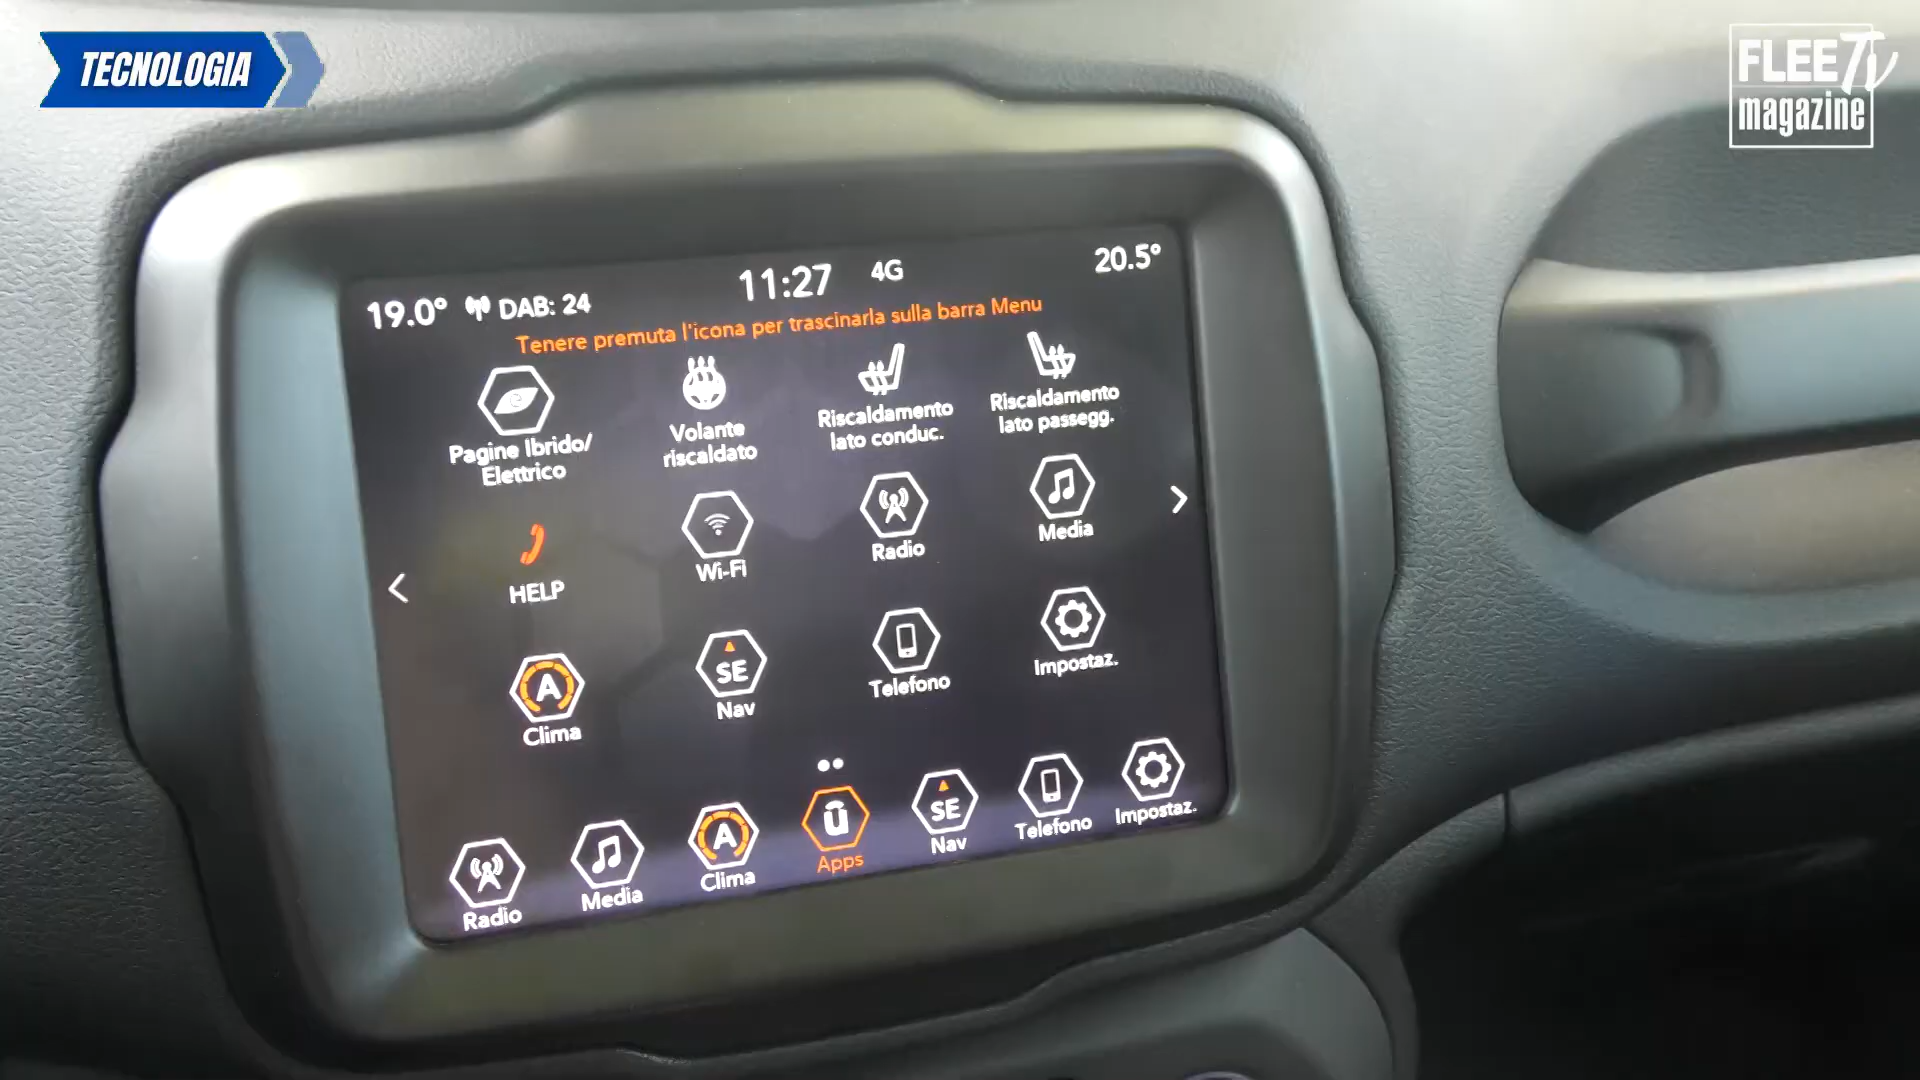 TECNOLOGIA
FLEETV
magazine
19.0° DAB: 24 11:27 4G 20.5°
Tenere premuta l'icona per trascinarla sulla barra Menu
Pagine Ibrido/
Elettrico
Volante
riscaldato
Riscaldamento
lato conduc.
Riscaldamento
lato passegg.
HELP
Wi-Fi
Radio
Media
A
Clima
SE
Nav
Telefono
Impostaz.
Radio
Media
A
Clima
Apps
SE
Nav
Telefono
Impostaz.